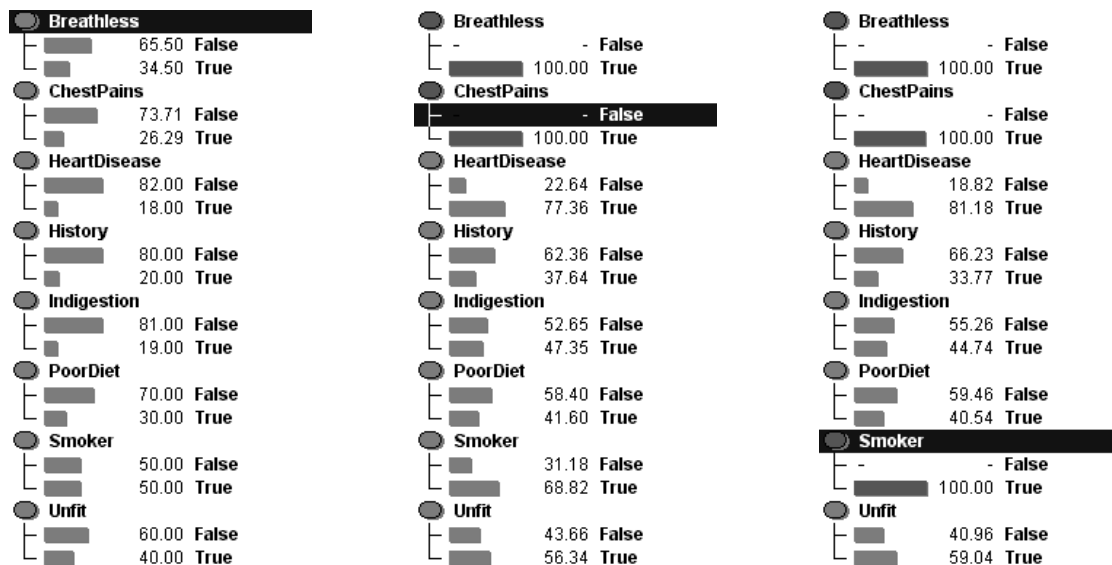 Breathless
65.50 False
34.50 True
ChestPains
73.71 False
26.29 True
HeartDisease
82.00 False
18.00 True
History
80.00 False
20.00 True
Indigestion
81.00 False
19.00 True
PoorDiet
70.00 False
30.00 True
Smoker
50.00 False
50.00 True
Unfit
60.00 False
40.00 True
Breathless
- - False
100.00 True
ChestPains
- - False
100.00 True
HeartDisease
22.64 False
77.36 True
History
62.36 False
37.64 True
Indigestion
52.65 False
47.35 True
PoorDiet
58.40 False
41.60 True
Smoker
31.18 False
68.82 True
Unfit
43.66 False
56.34 True
Breathless
- - False
100.00 True
ChestPains
- - False
100.00 True
HeartDisease
18.82 False
81.18 True
History
66.23 False
33.77 True
Indigestion
55.26 False
44.74 True
PoorDiet
59.46 False
40.54 True
Smoker
- - False
100.00 True
Unfit
40.96 False
59.04 True